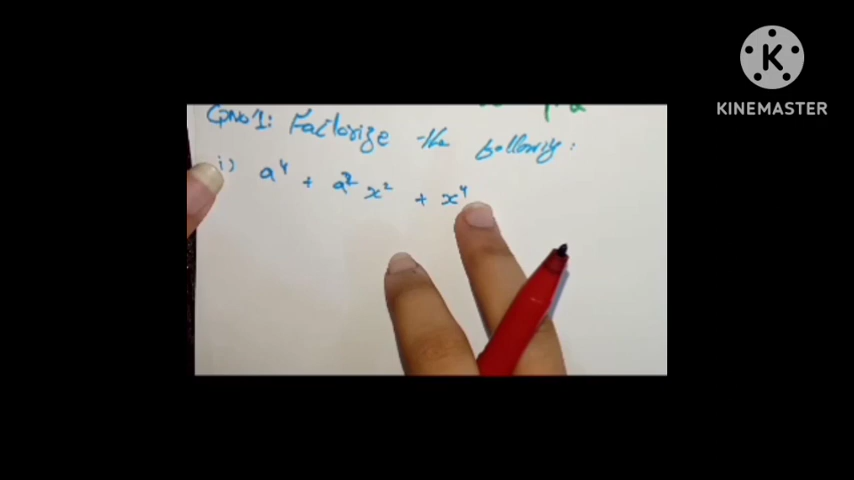 KINEMASTER
QNo1: Factorize the following:
i) a⁴ + a²x² + x⁴